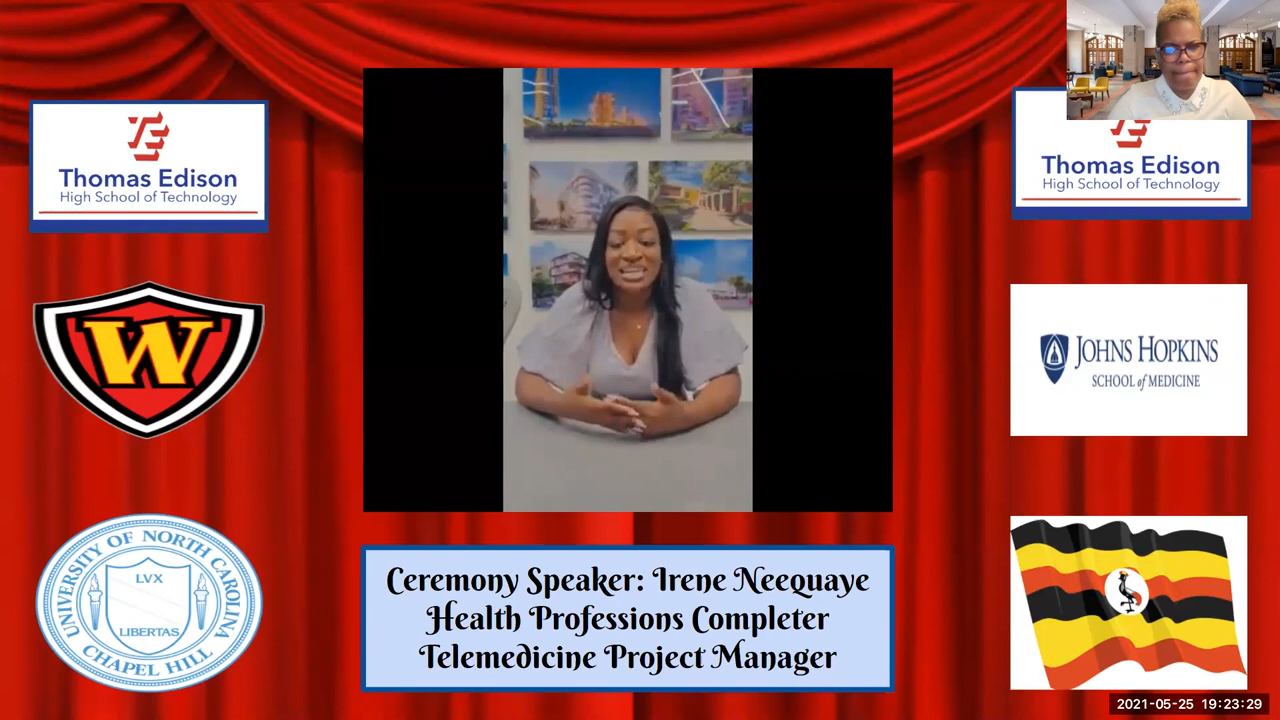 Thomas Edison
High School of Technology
W
UNIVERSITY OF NORTH CAROLINA
LVX
LIBERTAS
CHAPEL HILL
Ceremony Speaker: Irene Neequaye
Health Professions Completer
Telemedicine Project Manager
Thomas Edison
High School of Technology
JOHNS HOPKINS
SCHOOL of MEDICINE
2021-05-25 19:23:29